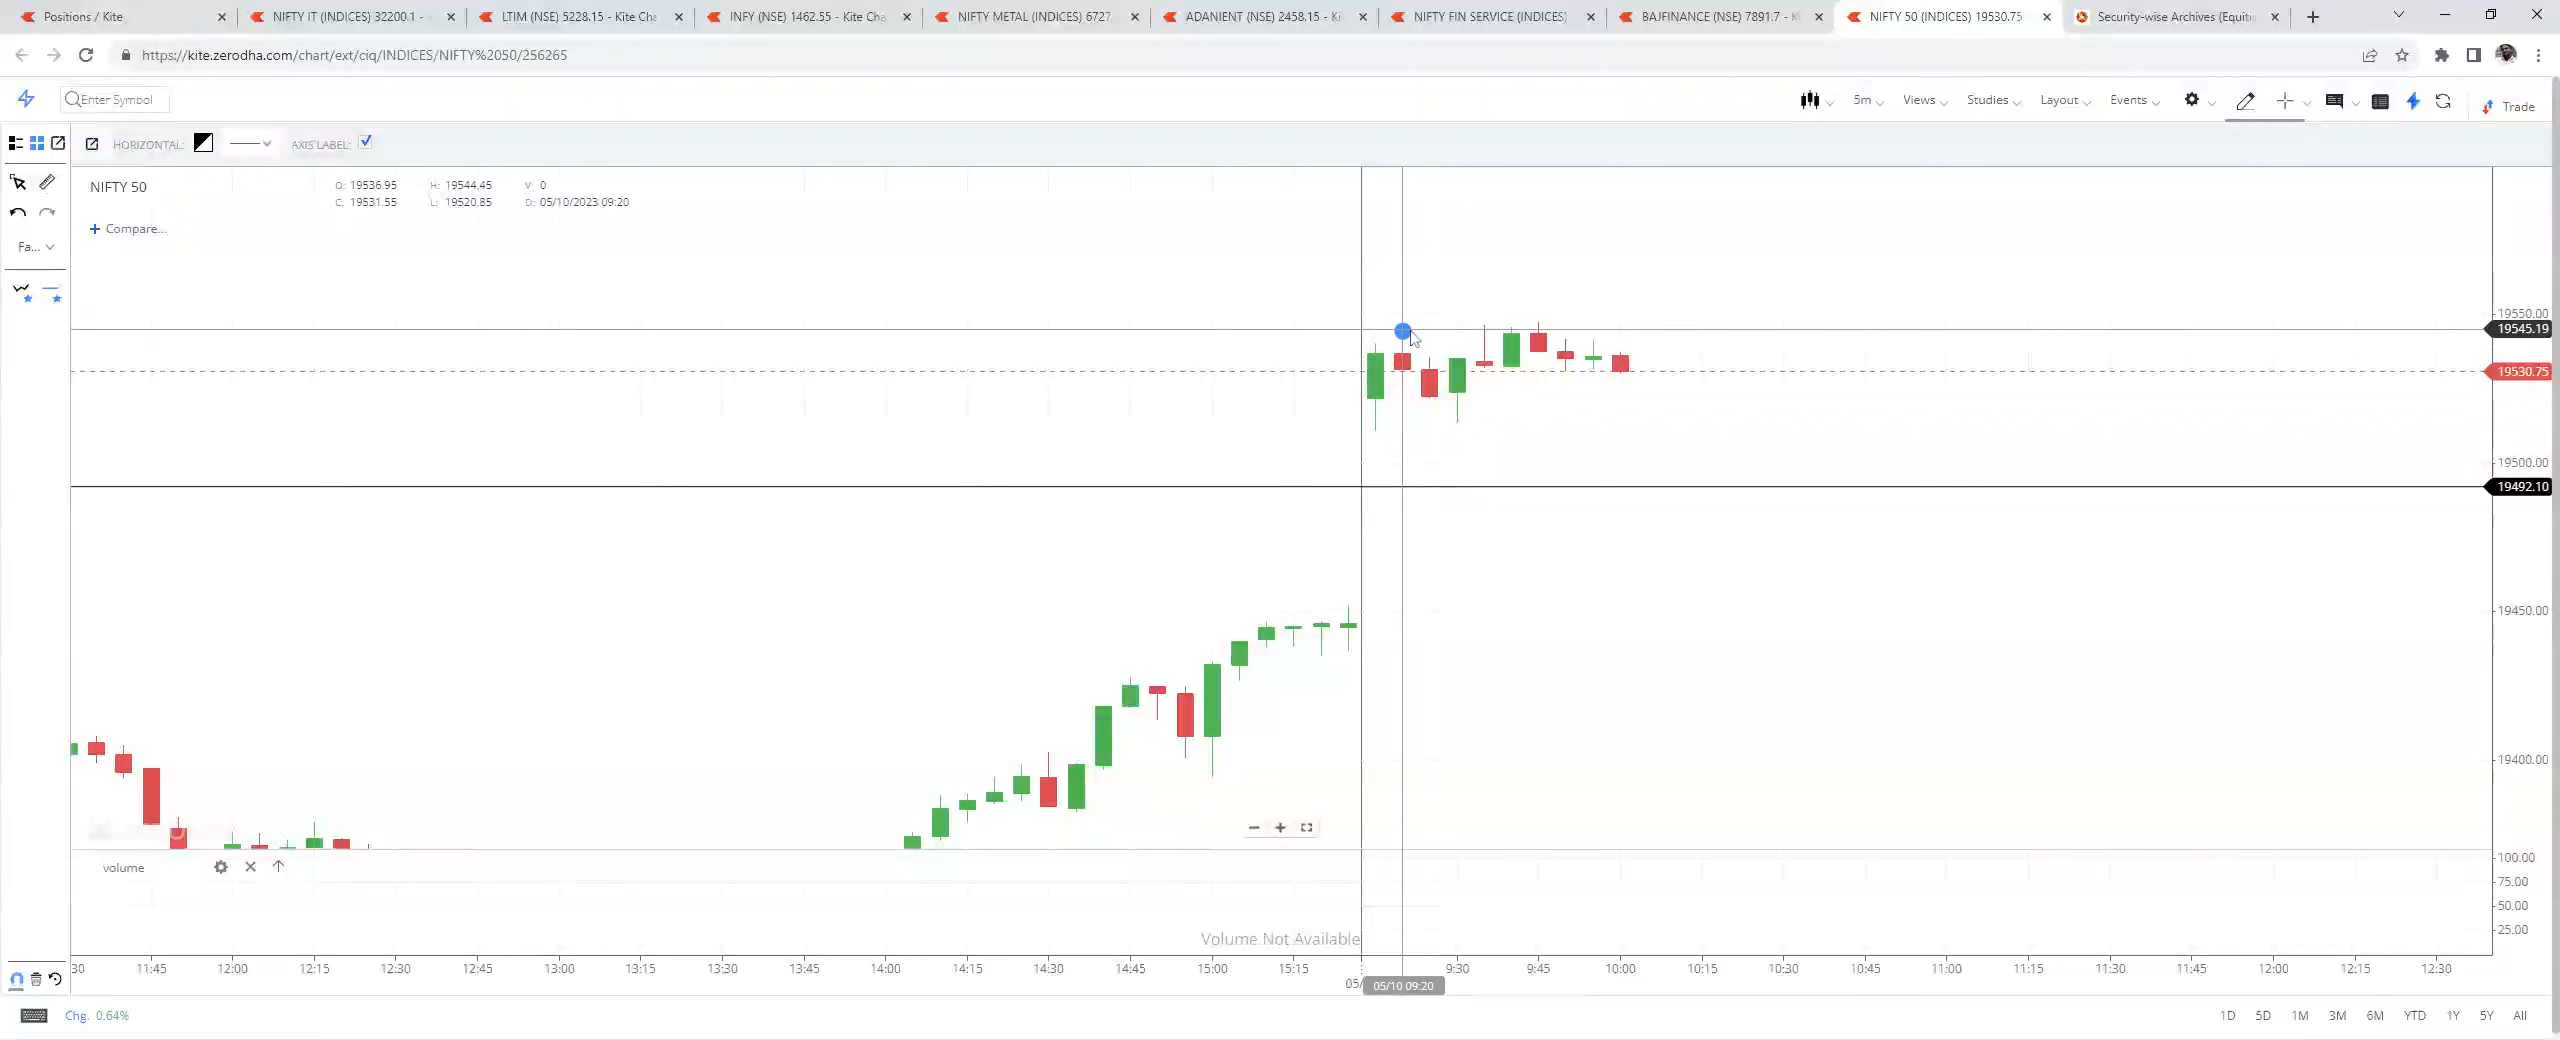 Positions / Kite
NIFTY IT (INDICES) 32200.1 -
LTIM (NSE) 5228.15 - Kite Cha
INFY (NSE) 1462.55 - Kite Cha
NIFTY METAL (INDICES) 6727
ADANIENT (NSE) 2458.15 - Ki
NIFTY FIN SERVICE (INDICES)
BAJFINANCE (NSE) 7891.7 - K
NIFTY 50 (INDICES) 19530.75
Security-wise Archives (Equiti
https://kite.zerodha.com/chart/ext/ciq/INDICES/NIFTY%2050/256265
Enter Symbol
5m Views Studies Layout Events Trade
HORIZONTAL: AXIS LABEL:
NIFTY 50
O: 19536.95 H: 19544.45 V: 0
C: 19531.55 L: 19520.85 D: 05/10/2023 09:20
Compare...
Fa...
19550.00
19545.19
19530.75
19500.00
19492.10
19450.00
19400.00
volume
100.00
75.00
50.00
25.00
Volume Not Available
:30 11:45 12:00 12:15 12:30 12:45 13:00 13:15 13:30 13:45 14:00 14:15 14:30 14:45 15:00 15:15 9:30 9:45 10:00 10:15 10:30 10:45 11:00 11:15 11:30 11:45 12:00 12:15 12:30
05/ 05/10 09:20
Chg. 0.64%
1D 5D 1M 3M 6M YTD 1Y 5Y All